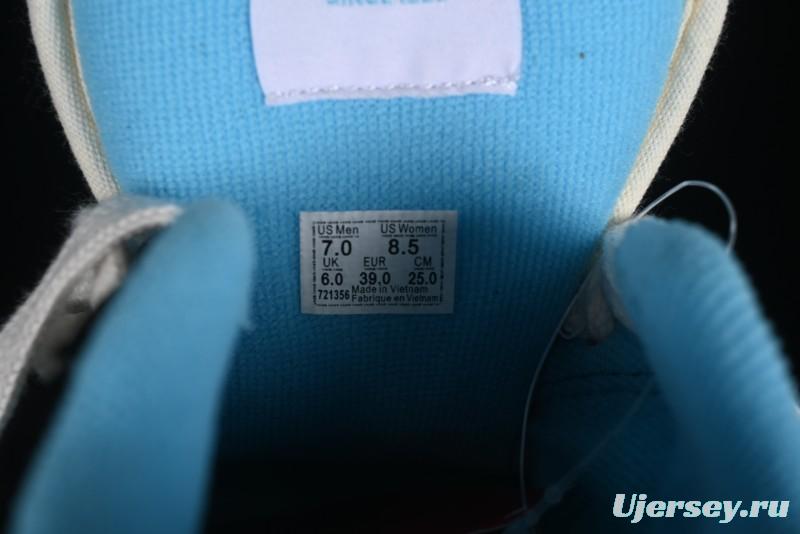 US Men US Women
7.0 8.5
UK EUR CM
6.0 39.0 25.0
721356 Made in Vietnam
Fabrique en Vietnam
Ujersey.ru